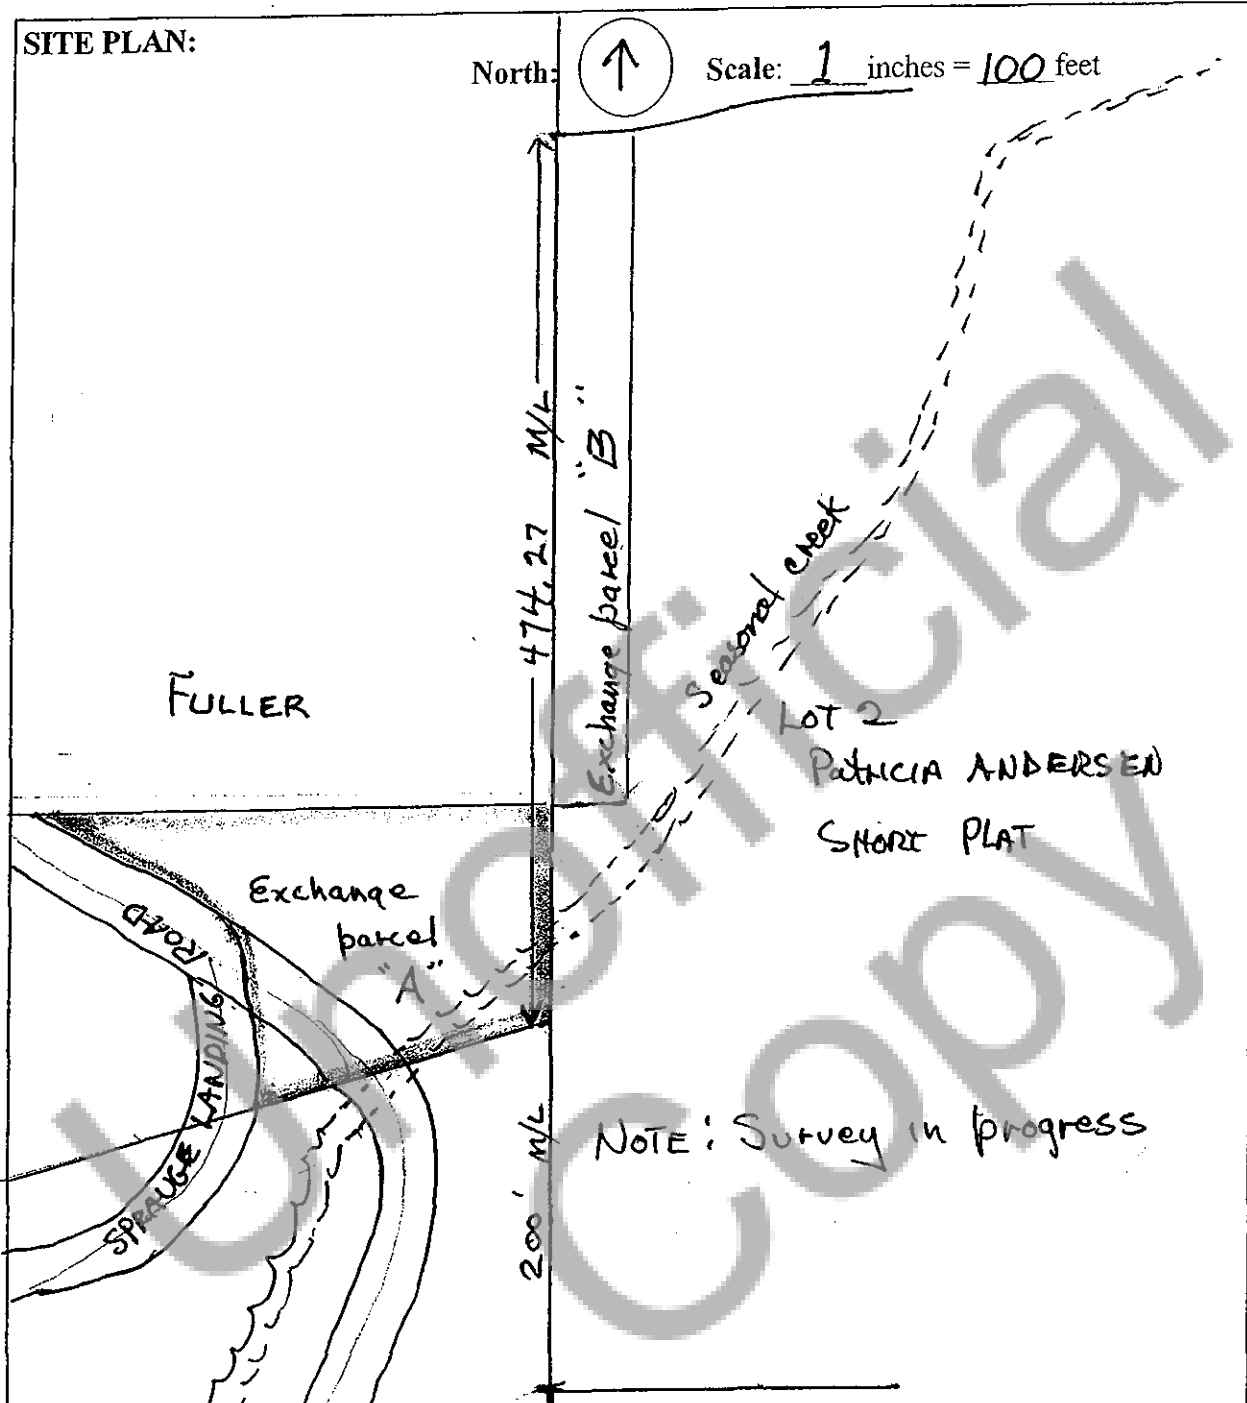 SITE PLAN:
North: Scale: 1 inches = 100 feet
474.27 M/L
Exchange parcel "B"
Seasonal Creek
FULLER
LOT 2
PATRICIA ANDERSEN
SHORT PLAT
Exchange
parcel
"A"
SPRAUGE LANDING ROAD
200' M/L
NOTE: Survey in progress
Unofficial
Copy